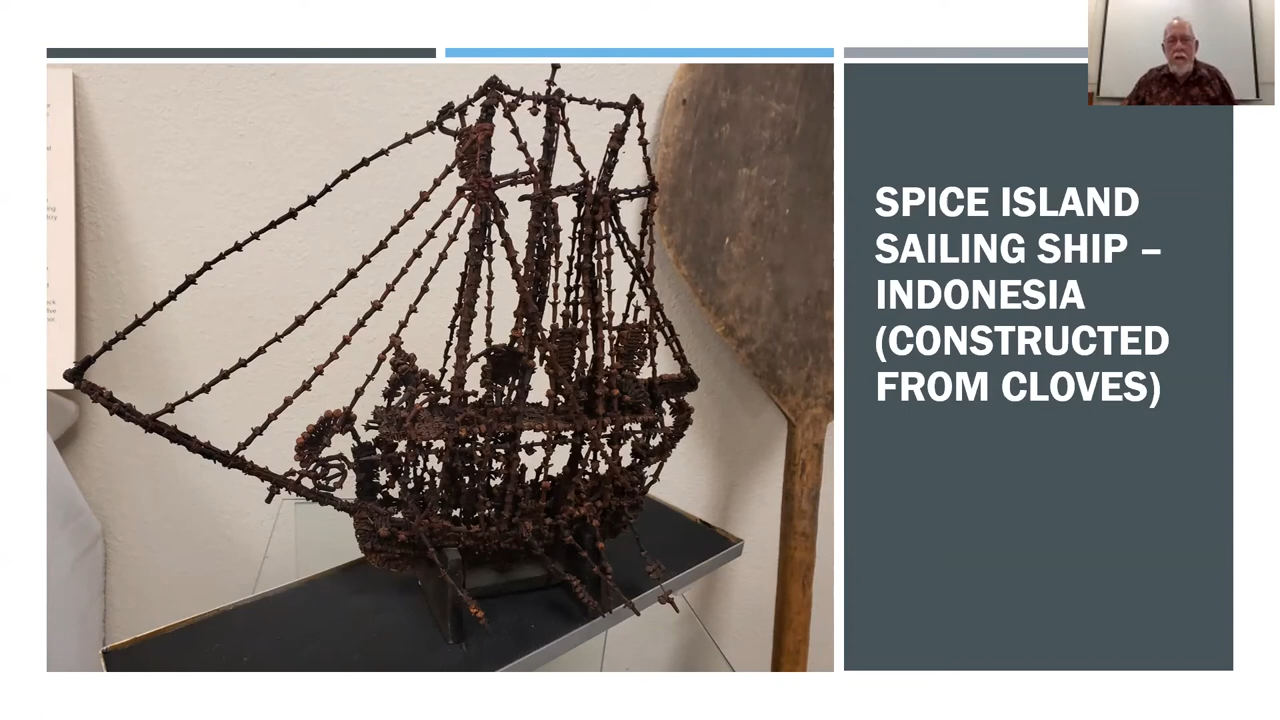 SPICE ISLAND
SAILING SHIP –
INDONESIA
(CONSTRUCTED
FROM CLOVES)